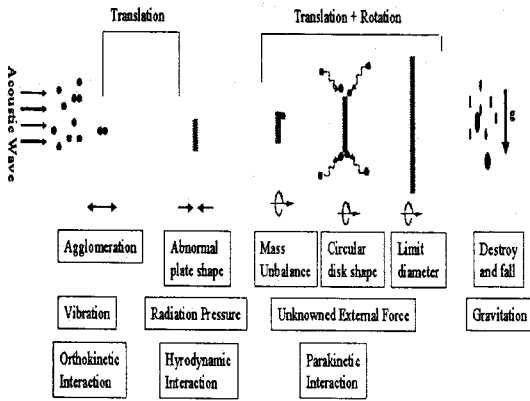 Translation
Translation + Rotation
Acoustic Wave
g
Agglomeration
Abnormal
plate shape
Mass
Unbalance
Circular
disk shape
Limit
diameter
Destroy
and fall
Vibration
Radiation Pressure
Unknowned External Force
Gravitation
Orthokinetic
Interaction
Hyrodynamic
Interaction
Parakinetic
Interaction